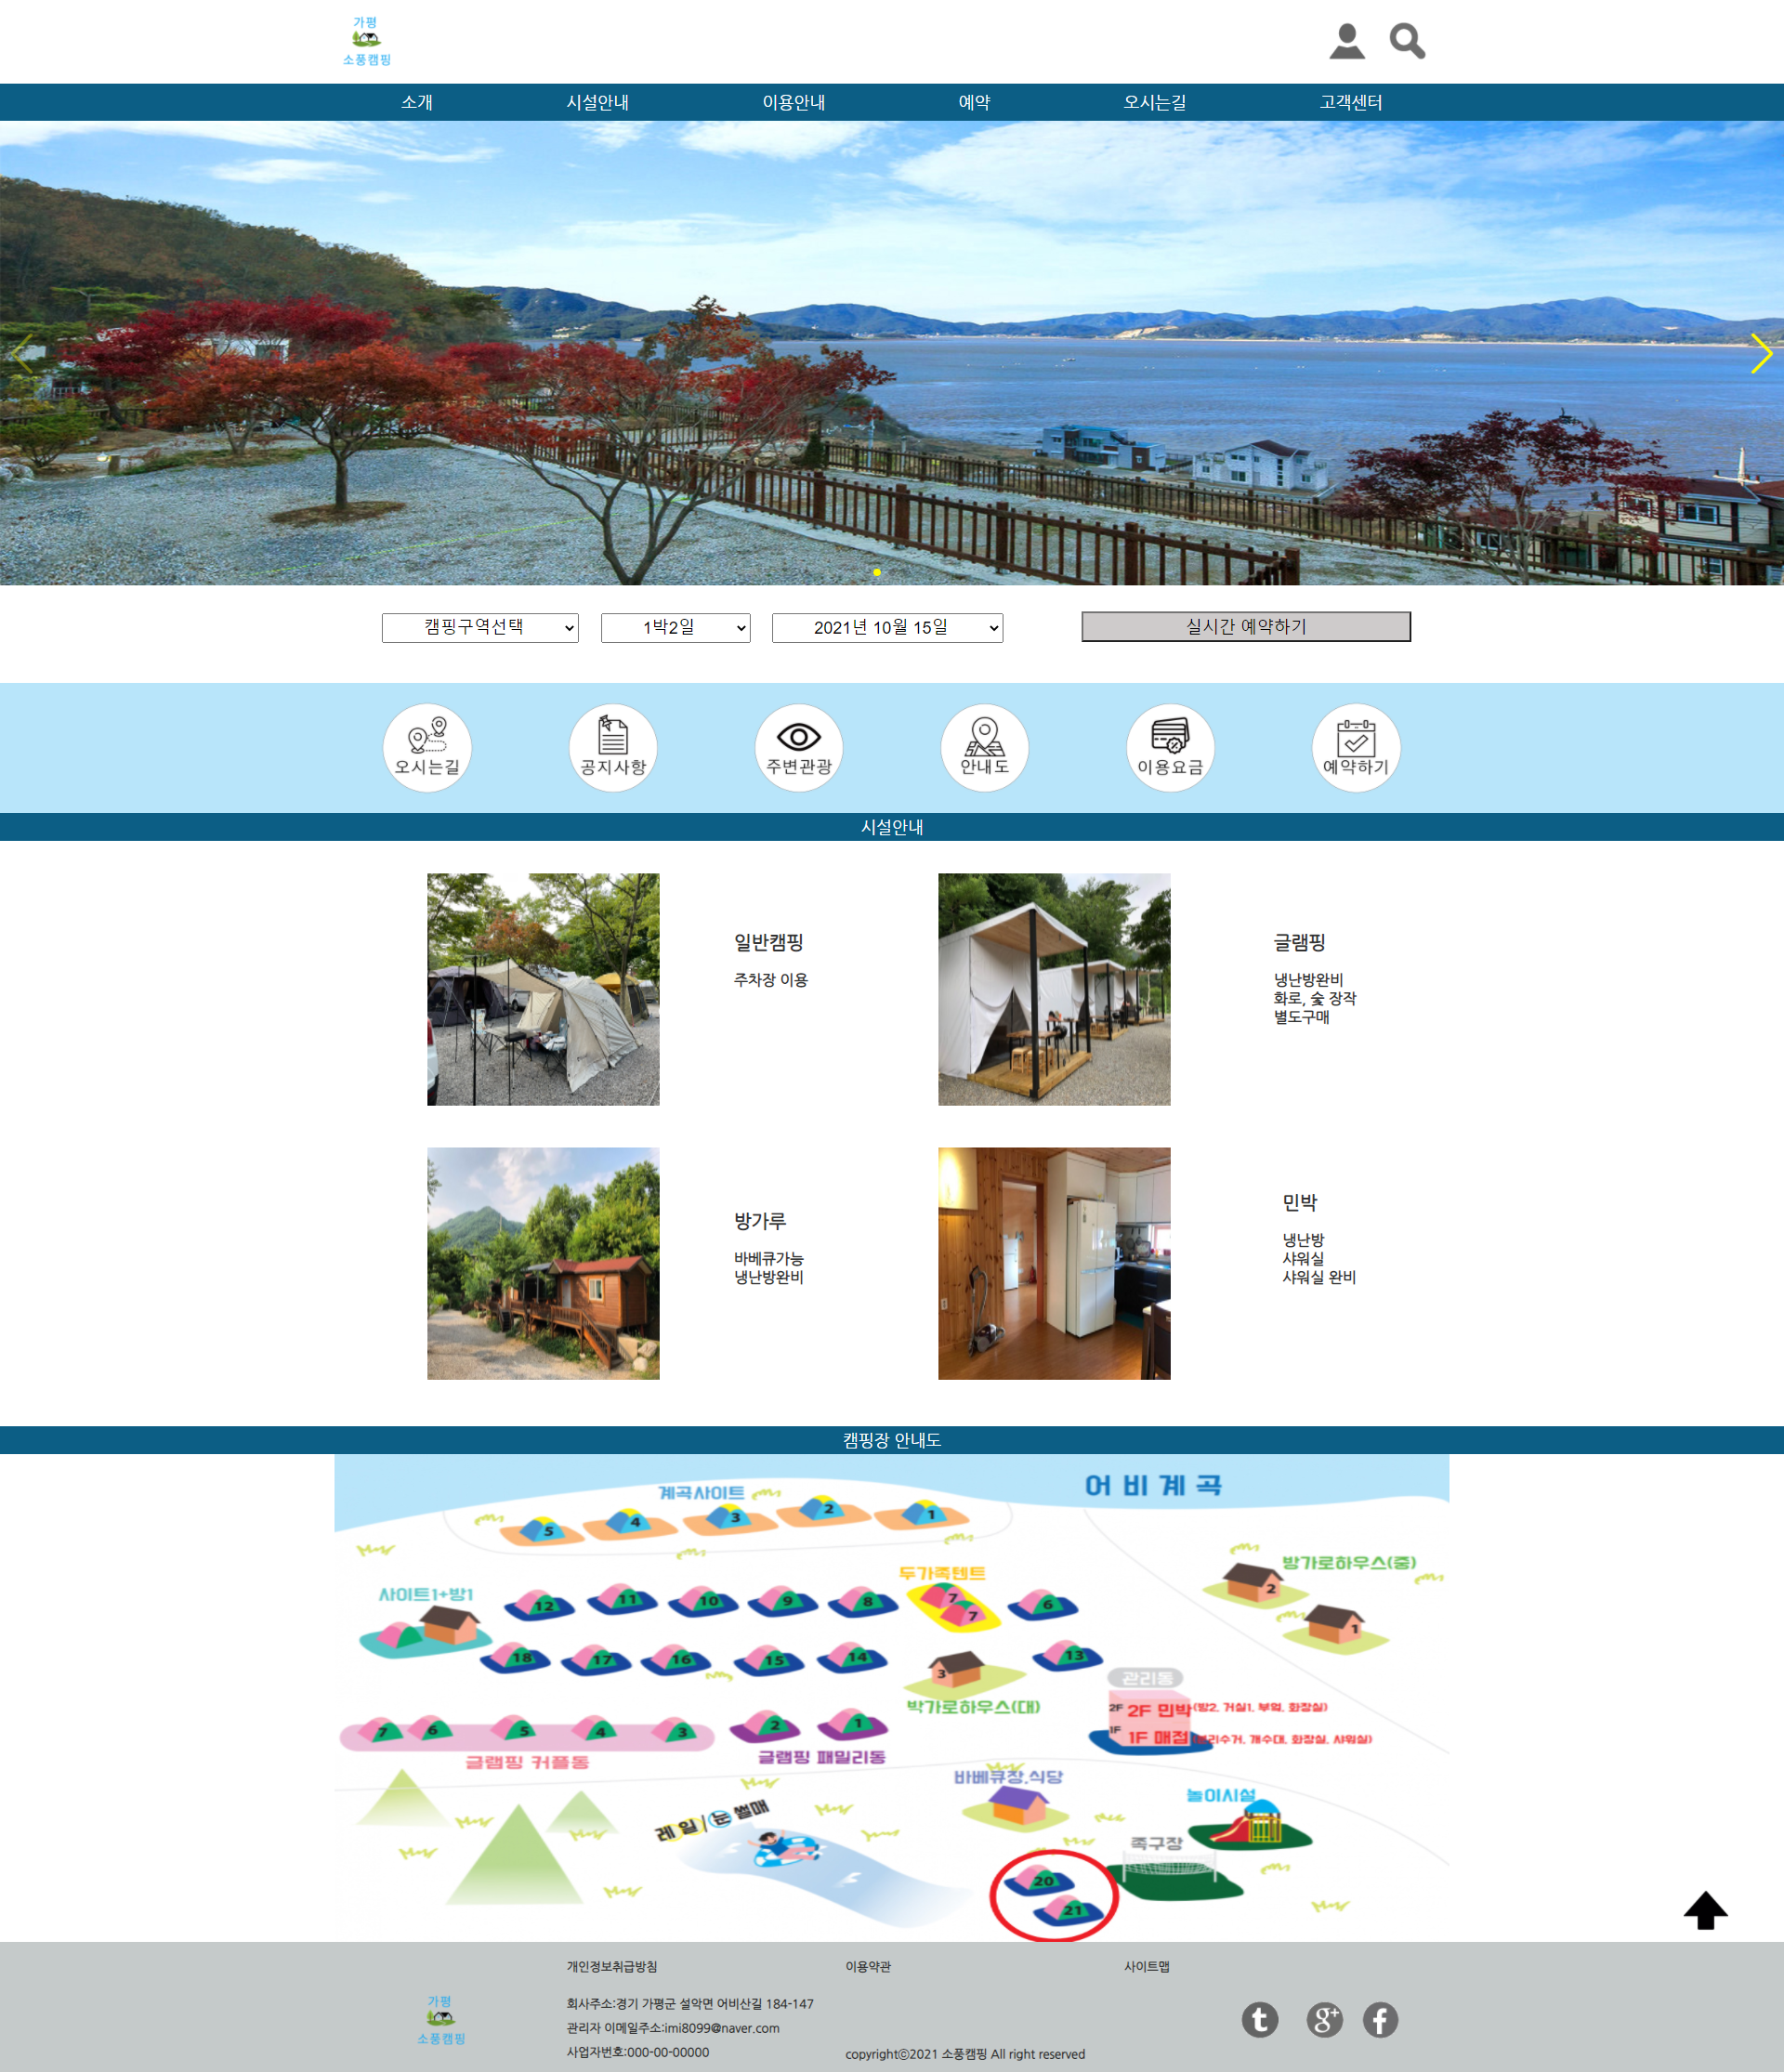 가평
소풍캠핑
소개
시설안내
이용안내
예약
오시는길
고객센터
캠핑구역선택
1박2일
2021년 10월 15일
실시간 예약하기
오시는길
공지사항
주변관광
안내도
이용요금
예약하기
시설안내
일반캠핑
주차장 이용
글램핑
냉난방완비
화로, 숯 장작
별도구매
방가루
바베큐가능
냉난방완비
민박
냉난방
샤워실
샤워실 완비
캠핑장 안내도
어 비 계 곡
계곡사이트
5
4
3
2
1
방가로하우스(중)
2
1
두가족텐트
7
7
사이트1+방1
12
11
10
9
8
6
18
17
16
15
14
13
3
박가로하우스(대)
관리동
2F 2F 민박(방2, 거실1, 부엌, 화장실)
1F 1F 매점 개수대, 화장실, 샤워실)
7
6
5
4
3
2
1
글램핑 커플동
글램핑 패밀리동
바베큐장,식당
놀이시설
레일/눈썰매
족구장
20
21
개인정보취급방침
이용약관
사이트맵
가평
소풍캠핑
회사주소:경기 가평군 설악면 어비산길 184-147
관리자 이메일주소:imi8099@naver.com
사업자번호:000-00-00000
copyrightⓒ2021 소풍캠핑 All right reserved
t
g+
f